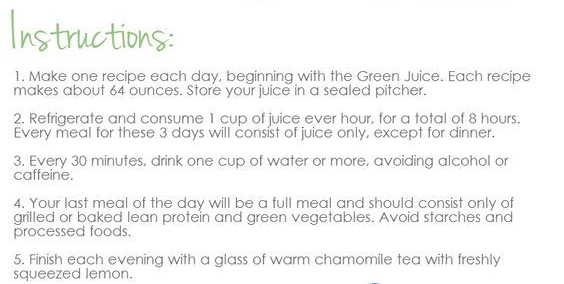 Instructions:
1. Make one recipe each day, beginning with the Green Juice. Each recipe
makes about 64 ounces. Store your juice in a sealed pitcher.
2. Refrigerate and consume 1 cup of juice ever hour, for a total of 8 hours.
Every meal for these 3 days will consist of juice only, except for dinner.
3. Every 30 minutes, drink one cup of water or more, avoiding alcohol or
caffeine.
4. Your last meal of the day will be a full meal and should consist only of
grilled or baked lean protein and green vegetables. Avoid starches and
processed foods.
5. Finish each evening with a glass of warm chamomile tea with freshly
squeezed lemon.